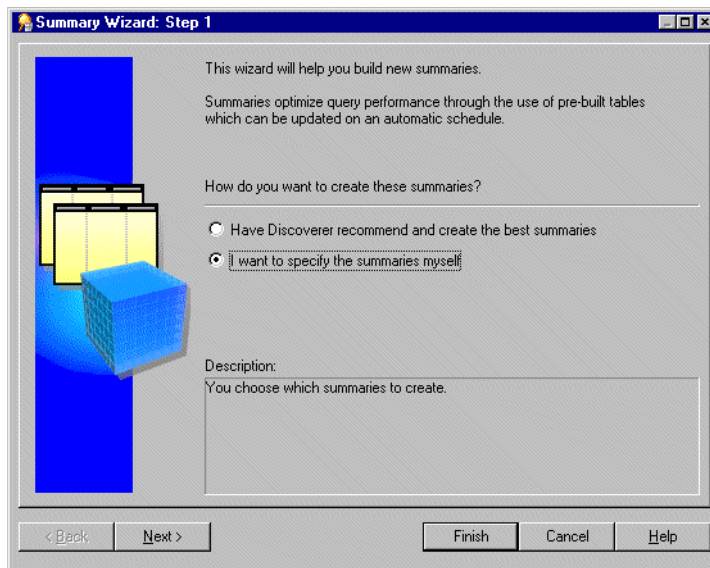 Summary Wizard: Step 1
This wizard will help you build new summaries.
Summaries optimize query performance through the use of pre-built tables
which can be updated on an automatic schedule.
How do you want to create these summaries?
Have Discoverer recommend and create the best summaries
I want to specify the summaries myself
Description:
You choose which summaries to create.
< Back Next > Finish Cancel Help